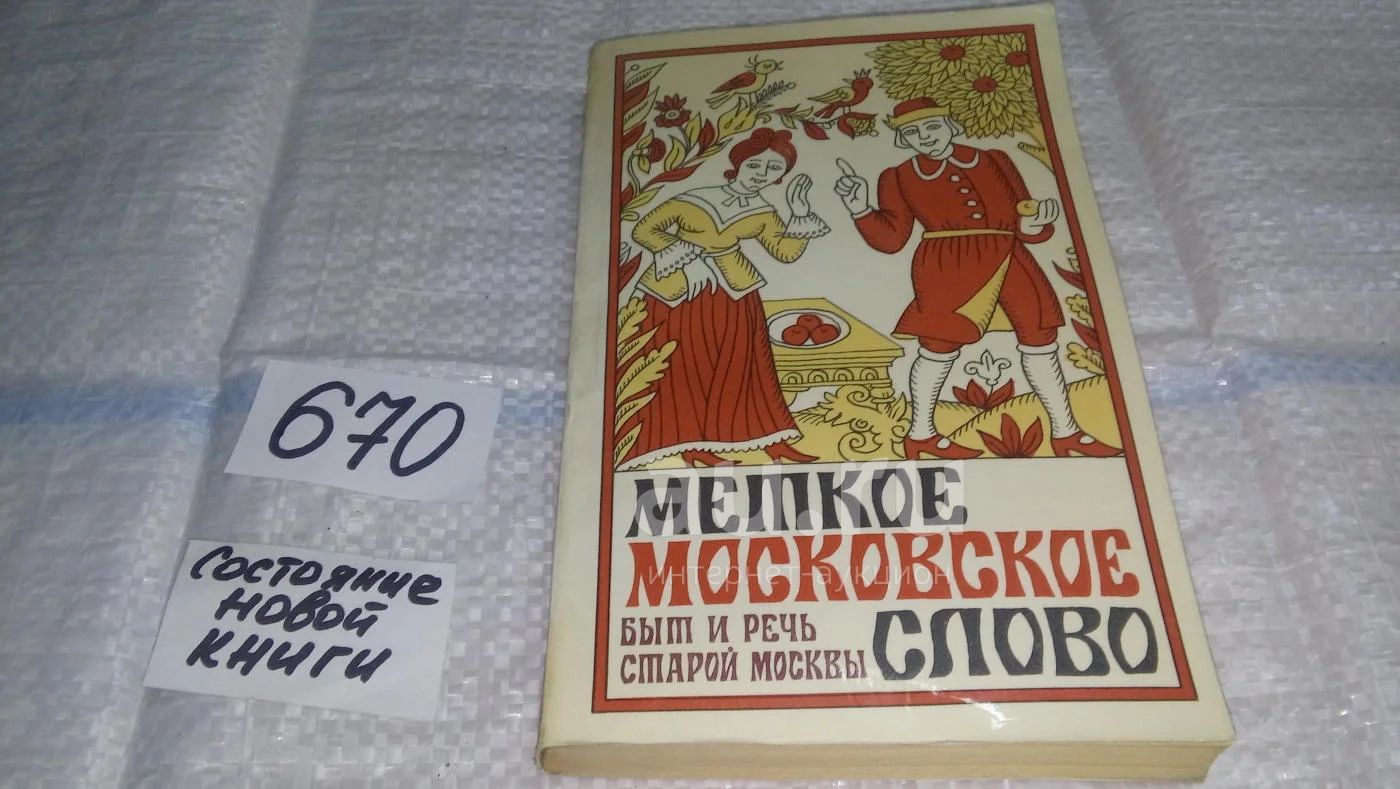 670
состояние
новой
книги
МЕТКОЕ
МОСКОВСКОЕ
СЛОВО
БЫТ И РЕЧЬ
СТАРОЙ МОСКВЫ
интернет-аукцион